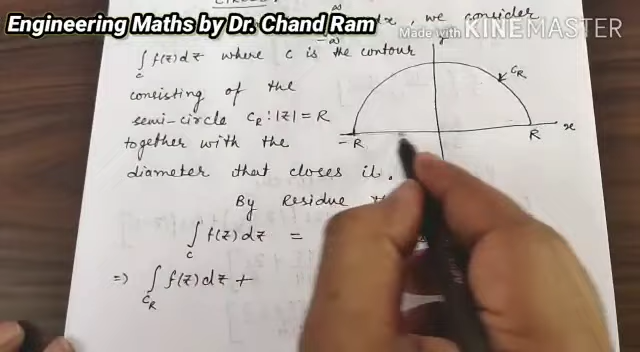 Engineering Maths by Dr. Chand Ram
Made with KINEMASTER
∞
-∞
dx, we consider
∫ f(z) dz where c is the contour
c
consisting of the
semi-circle C_R : |z| = R
together with the
diameter that closes it.
By Residue
∫ f(z) dz =
c
⇒ ∫ f(z) dz +
C_R
y
C_R
x
-R
R